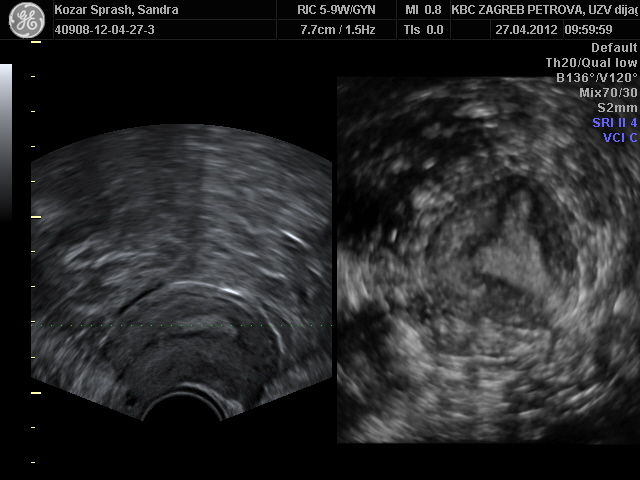 Kozar Sprash, Sandra RIC 5-9W/GYN MI 0.8 KBC ZAGREB PETROVA, UZV dijag
40908-12-04-27-3 7.7cm / 1.5Hz TIs 0.0 27.04.2012 09:59:59
Default
Th20/Qual low
B136°/V120°
Mix70/30
S2mm
SRI II 4
VCI C